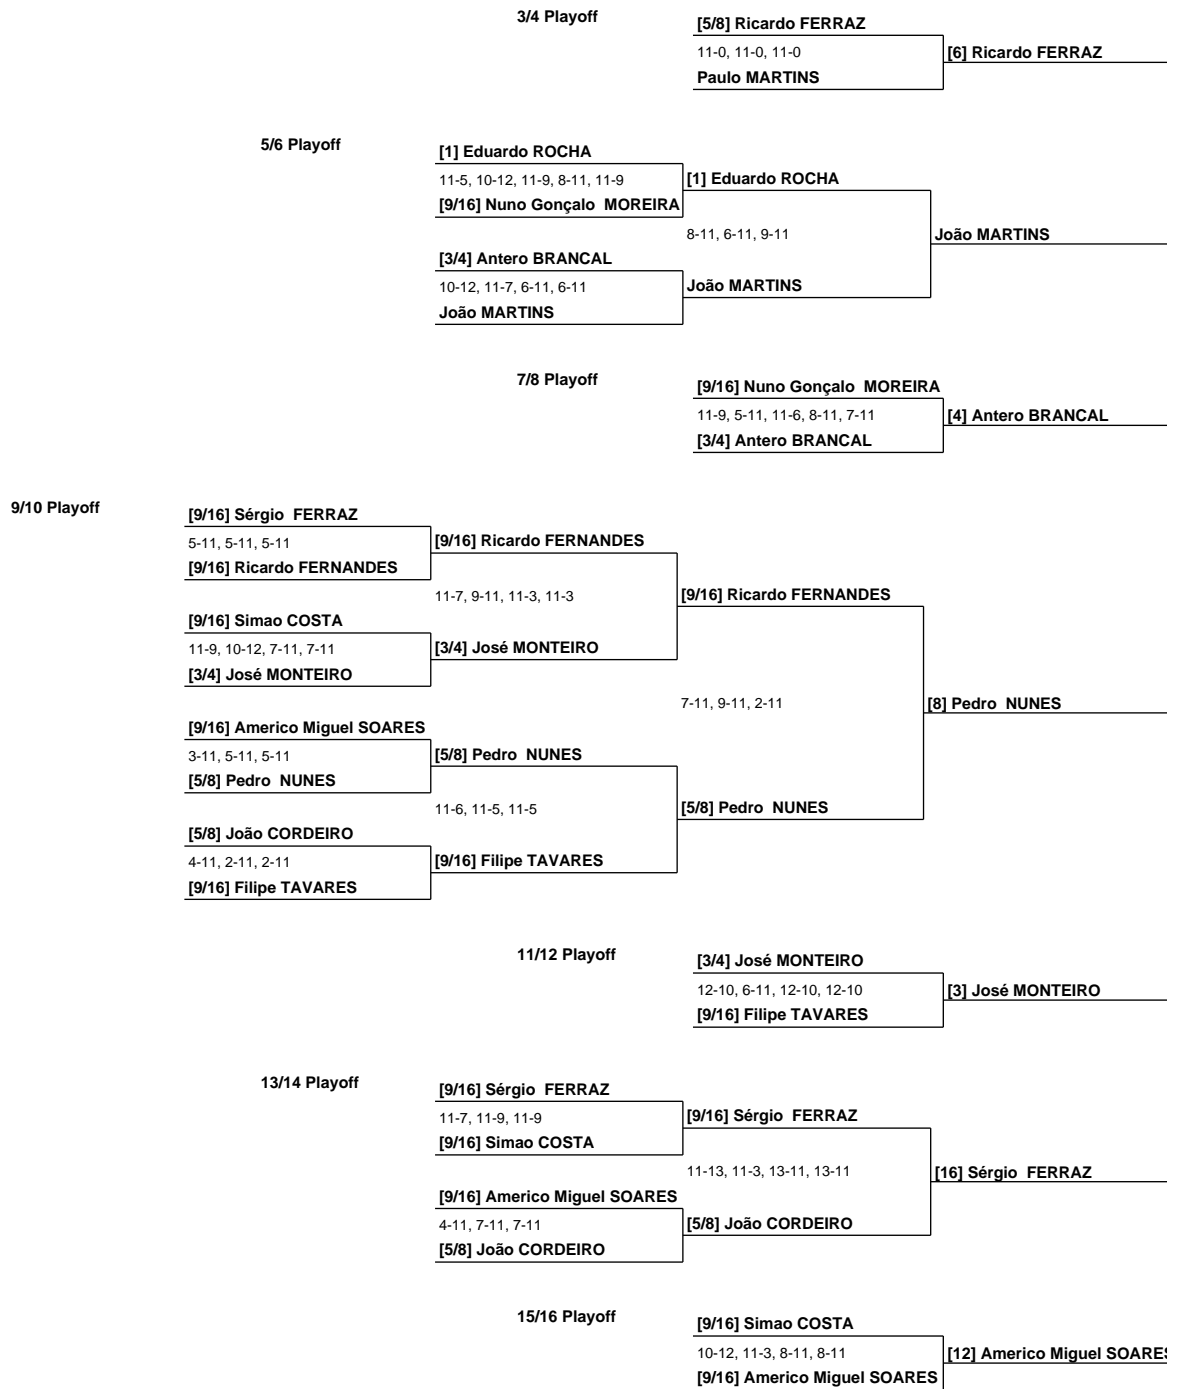 3/4 Playoff
[5/8] Ricardo FERRAZ
11-0, 11-0, 11-0
[6] Ricardo FERRAZ
Paulo MARTINS
5/6 Playoff
[1] Eduardo ROCHA
11-5, 10-12, 11-9, 8-11, 11-9
[1] Eduardo ROCHA
[9/16] Nuno Gonçalo MOREIRA
8-11, 6-11, 9-11
João MARTINS
[3/4] Antero BRANCAL
10-12, 11-7, 6-11, 6-11
João MARTINS
João MARTINS
7/8 Playoff
[9/16] Nuno Gonçalo MOREIRA
11-9, 5-11, 11-6, 8-11, 7-11
[4] Antero BRANCAL
[3/4] Antero BRANCAL
9/10 Playoff
[9/16] Sérgio FERRAZ
5-11, 5-11, 5-11
[9/16] Ricardo FERNANDES
[9/16] Ricardo FERNANDES
11-7, 9-11, 11-3, 11-3
[9/16] Ricardo FERNANDES
[9/16] Simao COSTA
11-9, 10-12, 7-11, 7-11
[3/4] José MONTEIRO
[3/4] José MONTEIRO
7-11, 9-11, 2-11
[8] Pedro NUNES
[9/16] Americo Miguel SOARES
3-11, 5-11, 5-11
[5/8] Pedro NUNES
[5/8] Pedro NUNES
11-6, 11-5, 11-5
[5/8] Pedro NUNES
[5/8] João CORDEIRO
4-11, 2-11, 2-11
[9/16] Filipe TAVARES
[9/16] Filipe TAVARES
11/12 Playoff
[3/4] José MONTEIRO
12-10, 6-11, 12-10, 12-10
[3] José MONTEIRO
[9/16] Filipe TAVARES
13/14 Playoff
[9/16] Sérgio FERRAZ
11-7, 11-9, 11-9
[9/16] Sérgio FERRAZ
[9/16] Simao COSTA
11-13, 11-3, 13-11, 13-11
[16] Sérgio FERRAZ
[9/16] Americo Miguel SOARES
4-11, 7-11, 7-11
[5/8] João CORDEIRO
[5/8] João CORDEIRO
15/16 Playoff
[9/16] Simao COSTA
10-12, 11-3, 8-11, 8-11
[12] Americo Miguel SOARES
[9/16] Americo Miguel SOARES